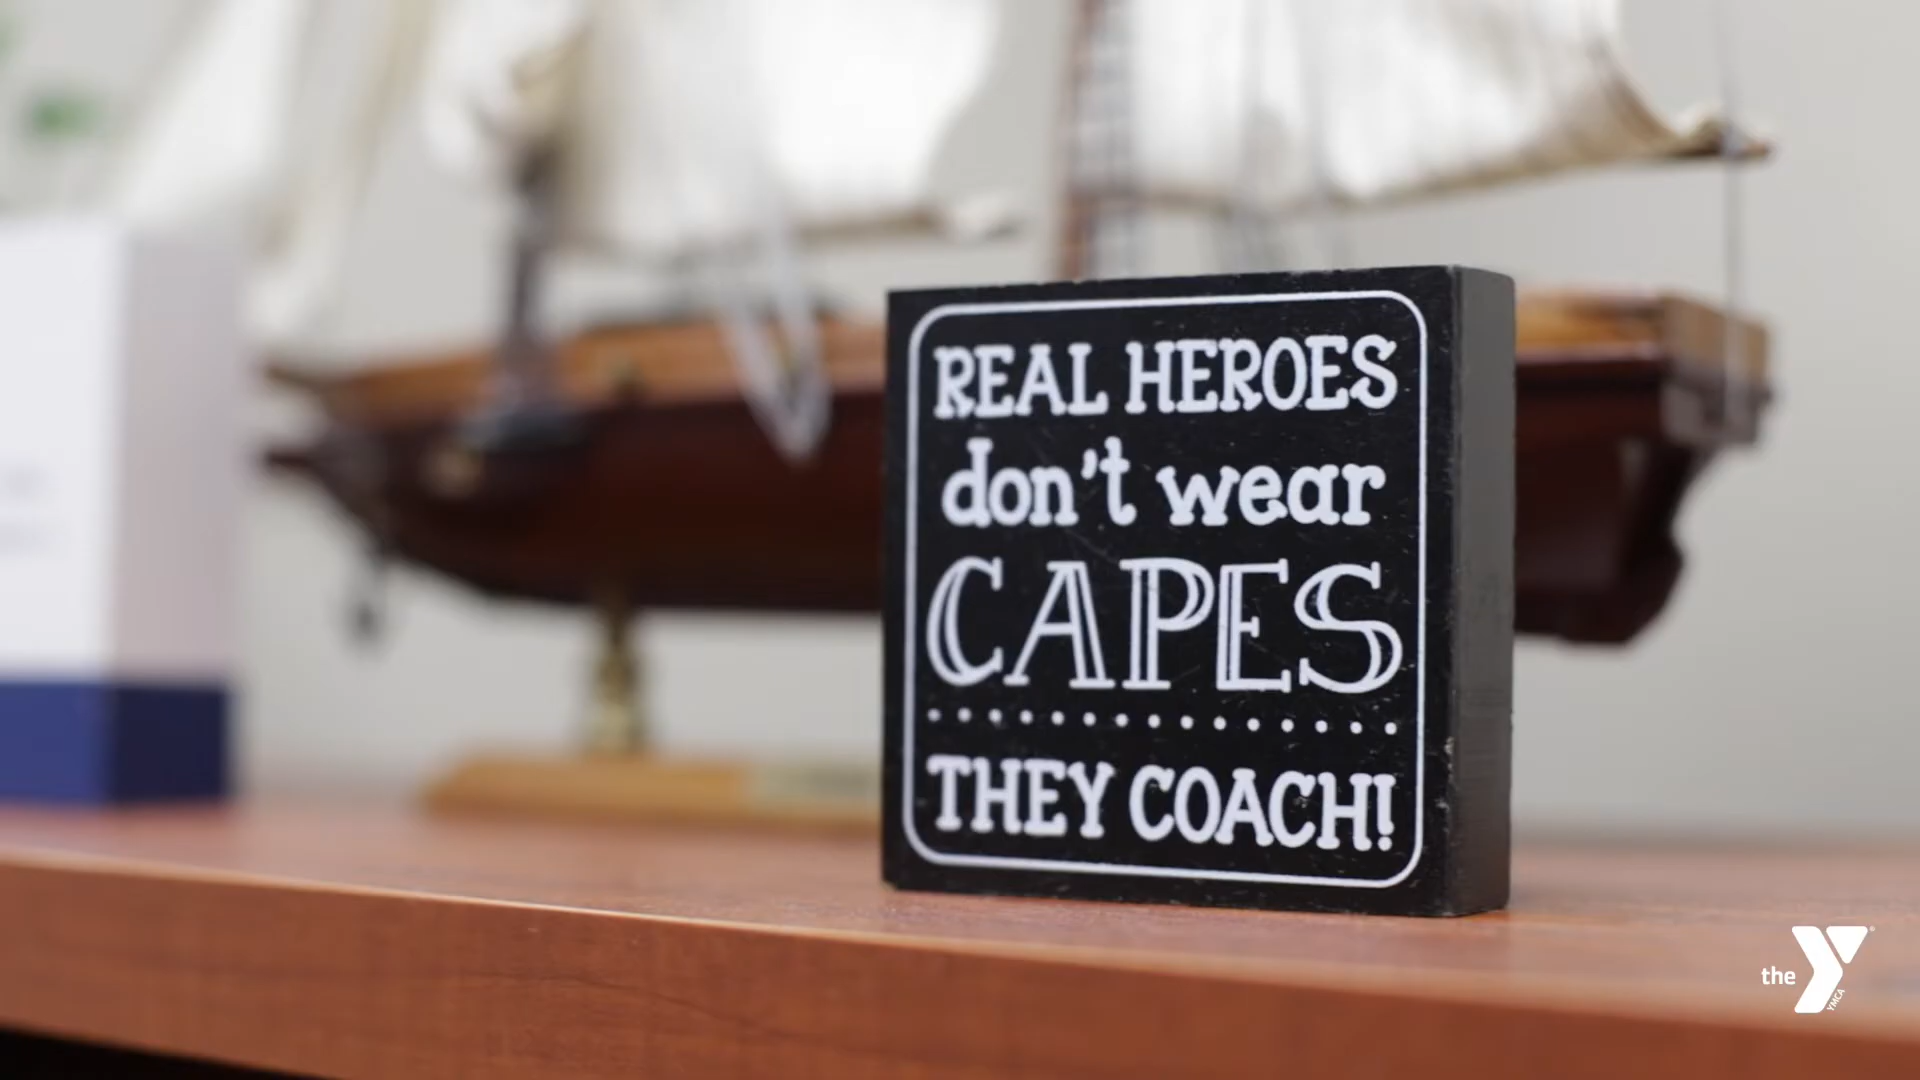 REAL HEROES
don't wear
CAPES
THEY COACH!
the Y
YMCA